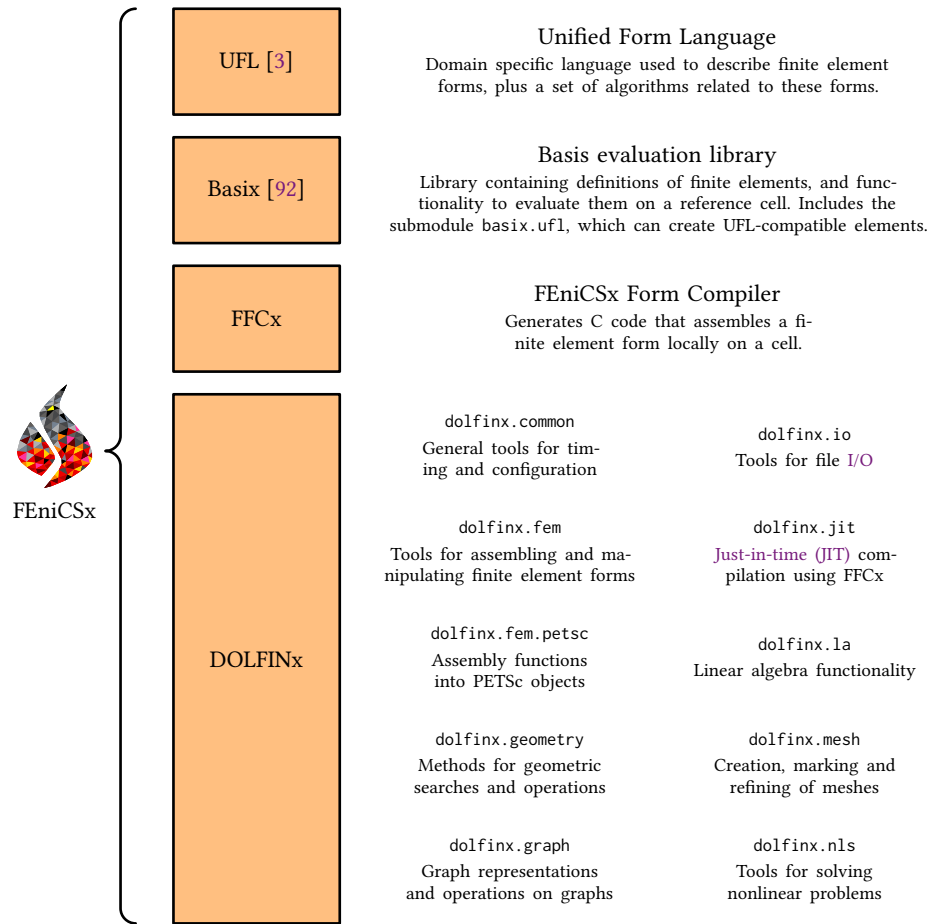 UFL [3]
Unified Form Language
Domain specific language used to describe finite element
forms, plus a set of algorithms related to these forms.
Basix [92]
Basis evaluation library
Library containing definitions of finite elements, and func-
tionality to evaluate them on a reference cell. Includes the
submodule basix.ufl, which can create UFL-compatible elements.
FFCx
FEniCSx Form Compiler
Generates C code that assembles a fi-
nite element form locally on a cell.
FEniCSx
DOLFINx
dolfinx.common
General tools for tim-
ing and configuration
dolfinx.io
Tools for file I/O
dolfinx.fem
Tools for assembling and ma-
nipulating finite element forms
dolfinx.jit
Just-in-time (JIT) com-
pilation using FFCx
dolfinx.fem.petsc
Assembly functions
into PETSc objects
dolfinx.la
Linear algebra functionality
dolfinx.geometry
Methods for geometric
searches and operations
dolfinx.mesh
Creation, marking and
refining of meshes
dolfinx.graph
Graph representations
and operations on graphs
dolfinx.nls
Tools for solving
nonlinear problems